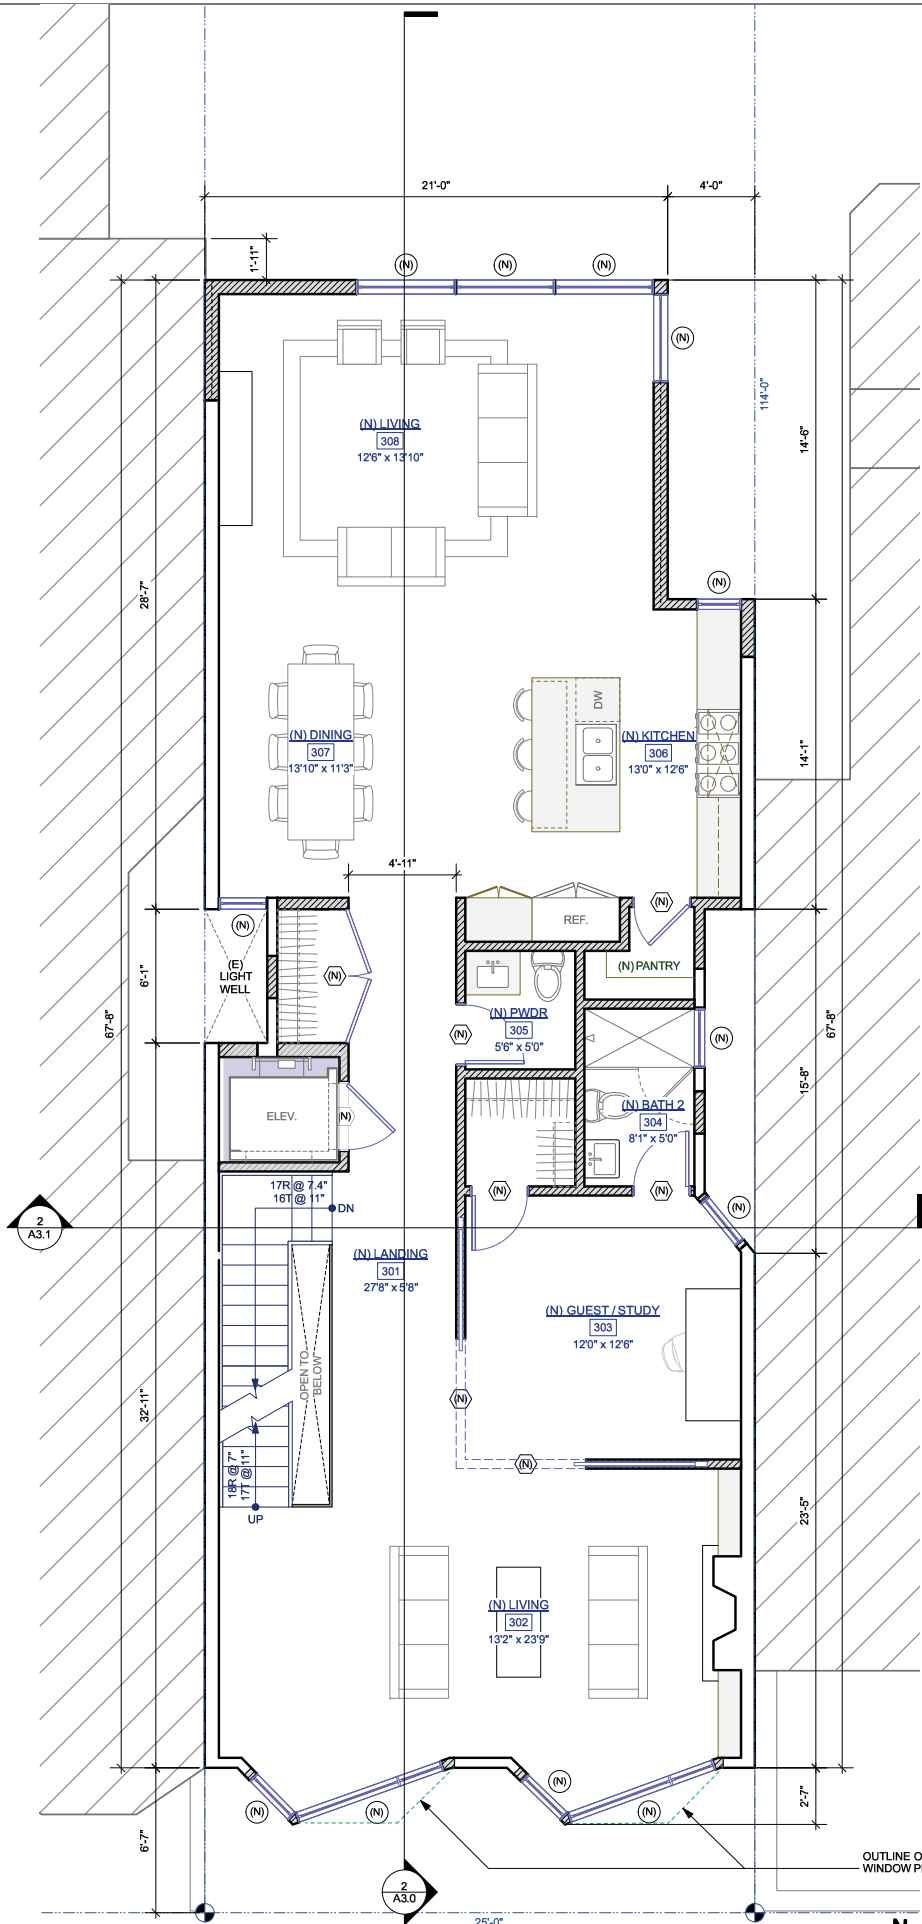 21'-0"
4'-0"
1'-11"
(N)
(N)
(N)
(N)
114'-0"
14'-6"
(N) LIVING
308
12'6" x 13'10"
28'-7"
(N)
DW
(N) DINING
307
13'10" x 11'3"
(N) KITCHEN
306
13'0" x 12'6"
14'-1"
4'-11"
(N)
(N)
REF.
(E)
LIGHT
WELL
(N)
(N) PANTRY
6'-1"
67'-8"
67'-8"
(N) PWDR
305
5'6" x 5'0"
(N)
(N)
15'-8"
ELEV.
(N)
(N) BATH 2
304
8'1" x 5'0"
17R @ 7.4"
16T @ 11"
DN
(N)
(N)
(N)
2
A3.1
(N) LANDING
301
27'8" x 5'8"
(N) GUEST / STUDY
303
12'0" x 12'6"
OPEN TO
BELOW
32'-11"
(N)
(N)
18R @ 7"
17T @ 11"
UP
23'-5"
(N) LIVING
302
13'2" x 23'9"
(N)
(N)
(N)
(N)
2'-7"
6'-7"
OUTLINE O
WINDOW P
2
A3.0
25'-0"